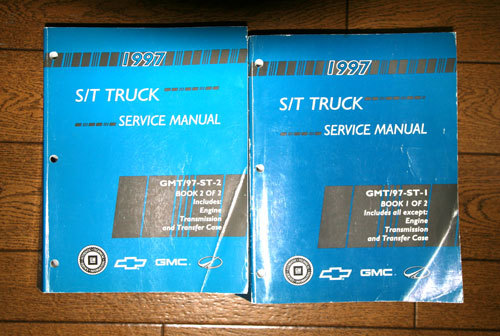 1997
S/T TRUCK
SERVICE MANUAL
GMT/97-ST-2
BOOK 2 OF 2
Includes:
Engine
Transmission
and Transfer Case
GMC
1997
S/T TRUCK
SERVICE MANUAL
GMT/97-ST-1
BOOK 1 OF 2
Includes all except:
Engine
Transmission
and Transfer Case
GMC